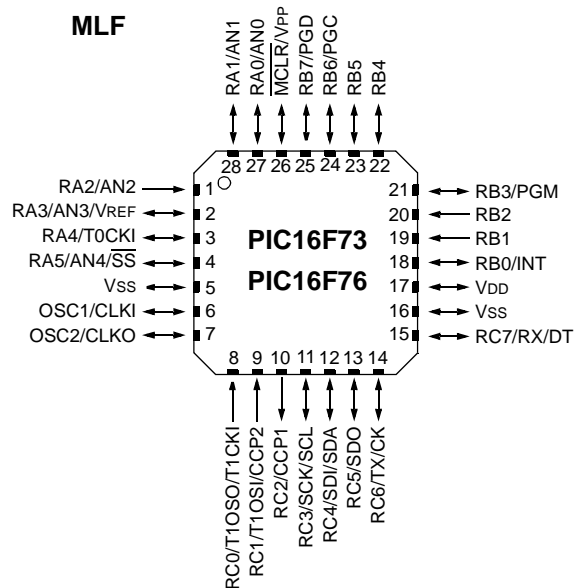 MLF
RA1/AN1
RA0/AN0
MCLR/VPP
RB7/PGD
RB6/PGC
RB5
RB4
28 27 26 25 24 23 22
RA2/AN2 1
RA3/AN3/VREF 2
RA4/T0CKI 3
RA5/AN4/SS 4
VSS 5
OSC1/CLKI 6
OSC2/CLKO 7
PIC16F73
PIC16F76
21 RB3/PGM
20 RB2
19 RB1
18 RB0/INT
17 VDD
16 VSS
15 RC7/RX/DT
8 9 10 11 12 13 14
RC0/T1OSO/T1CKI
RC1/T1OSI/CCP2
RC2/CCP1
RC3/SCK/SCL
RC4/SDI/SDA
RC5/SDO
RC6/TX/CK